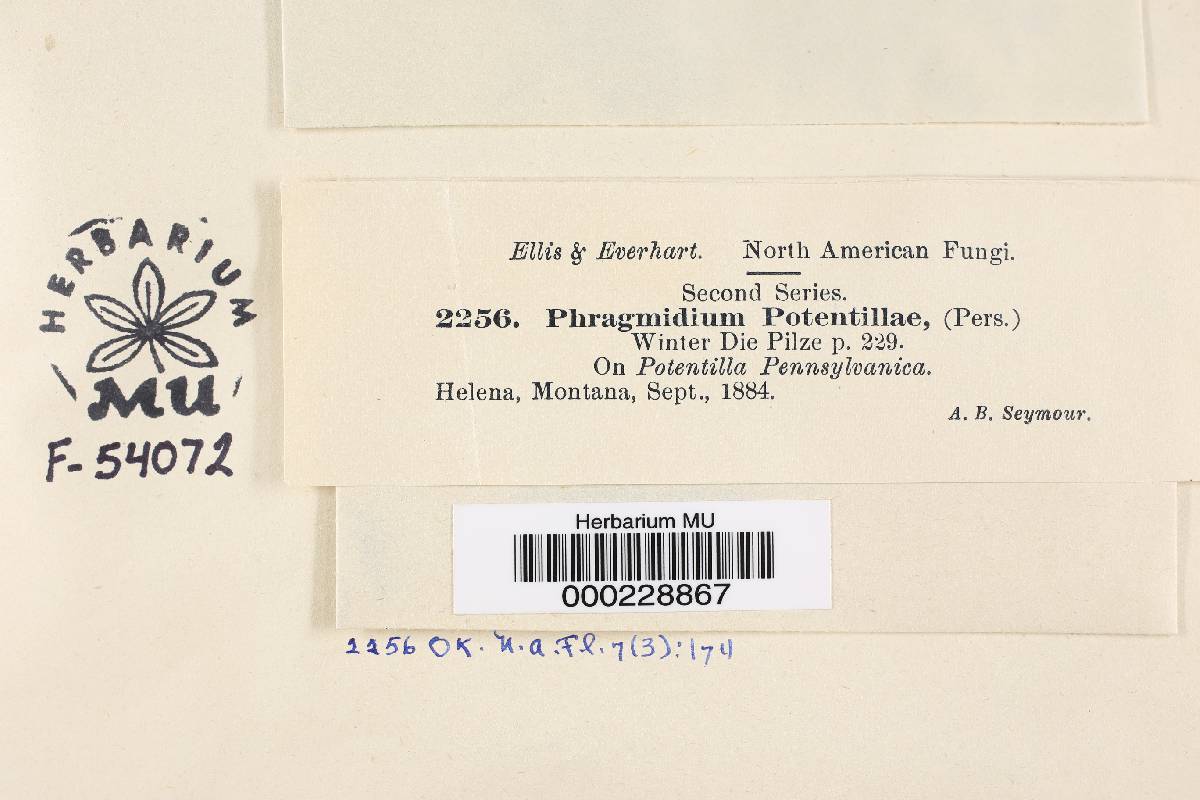 HERBARIUM
MU
F-54072
Ellis & Everhart. North American Fungi.
Second Series.
2256. Phragmidium Potentillae, (Pers.)
Winter Die Pilze p. 229.
On Potentilla Pennsylvanica.
Helena, Montana, Sept., 1884.
A. B. Seymour.
Herbarium MU
000228867
2256 OK. N.a.Fl. 7(3):174